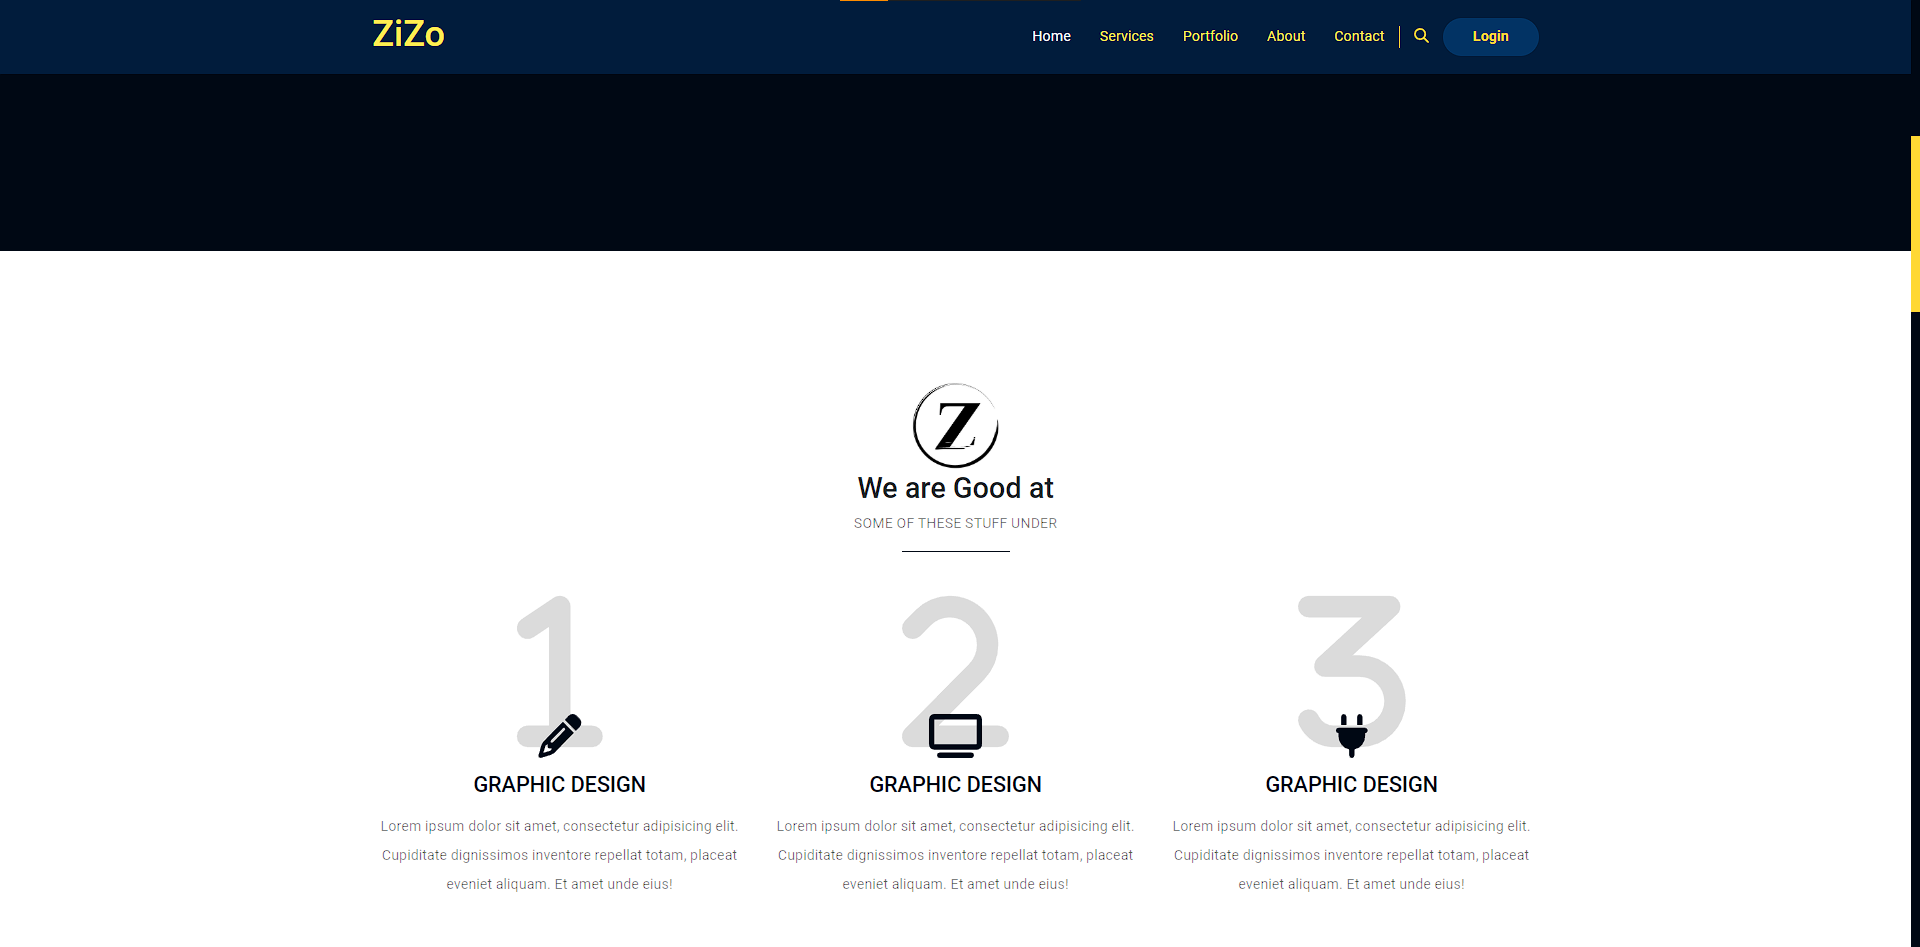 ZiZo
Home Services Portfolio About Contact Login
Z
We are Good at
SOME OF THESE STUFF UNDER
1
2
3
GRAPHIC DESIGN
Lorem ipsum dolor sit amet, consectetur adipisicing elit.
Cupiditate dignissimos inventore repellat totam, placeat
eveniet aliquam. Et amet unde eius!
GRAPHIC DESIGN
Lorem ipsum dolor sit amet, consectetur adipisicing elit.
Cupiditate dignissimos inventore repellat totam, placeat
eveniet aliquam. Et amet unde eius!
GRAPHIC DESIGN
Lorem ipsum dolor sit amet, consectetur adipisicing elit.
Cupiditate dignissimos inventore repellat totam, placeat
eveniet aliquam. Et amet unde eius!